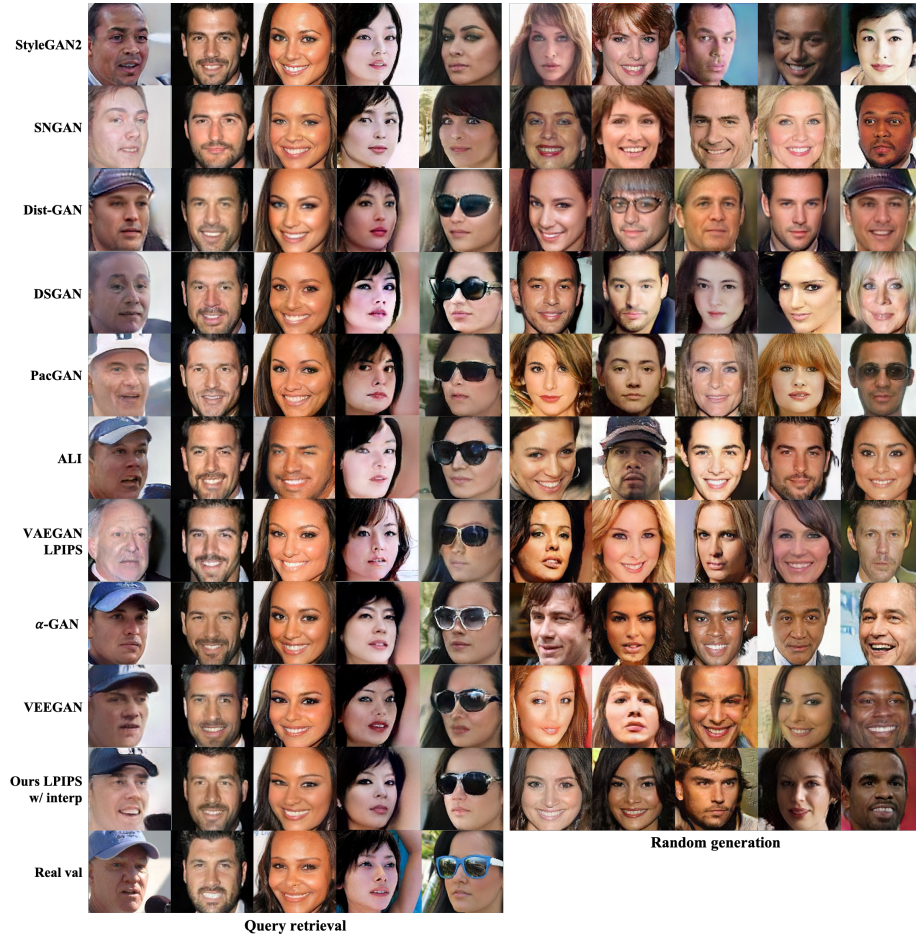 StyleGAN2
SNGAN
Dist-GAN
DSGAN
PacGAN
ALI
VAEGAN
LPIPS
α-GAN
VEEGAN
Ours LPIPS
w/ interp
Random generation
Real val
Query retrieval